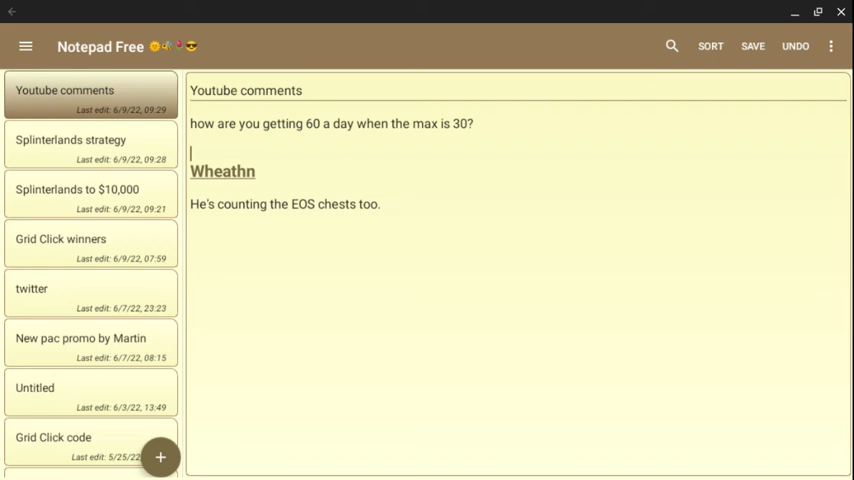 Notepad Free 🌞🐠🌷😎
SORT
SAVE
UNDO
Youtube comments
Last edit: 6/9/22, 09:29
Splinterlands strategy
Last edit: 6/9/22, 09:28
Splinterlands to $10,000
Last edit: 6/9/22, 09:21
Grid Click winners
Last edit: 6/9/22, 07:59
twitter
Last edit: 6/7/22, 23:23
New pac promo by Martin
Last edit: 6/7/22, 08:15
Untitled
Last edit: 6/3/22, 13:49
Grid Click code
Last edit: 5/25/22
Youtube comments
how are you getting 60 a day when the max is 30?
Wheathn
He's counting the EOS chests too.